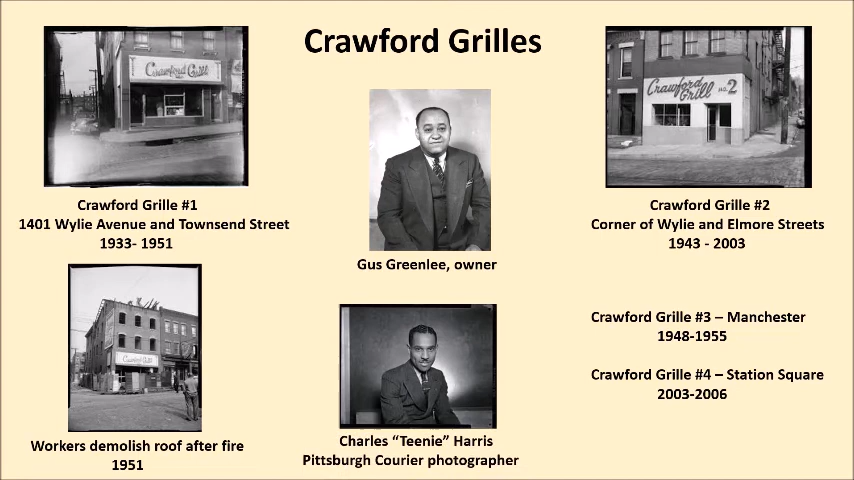 Crawford Grilles
Crawford Grill
Crawford Grille #1
1401 Wylie Avenue and Townsend Street
1933- 1951
Gus Greenlee, owner
Crawford
Grill No. 2
Crawford Grille #2
Corner of Wylie and Elmore Streets
1943 - 2003
Crawford Grill
Workers demolish roof after fire
1951
Charles “Teenie” Harris
Pittsburgh Courier photographer
Crawford Grille #3 – Manchester
1948-1955
Crawford Grille #4 – Station Square
2003-2006